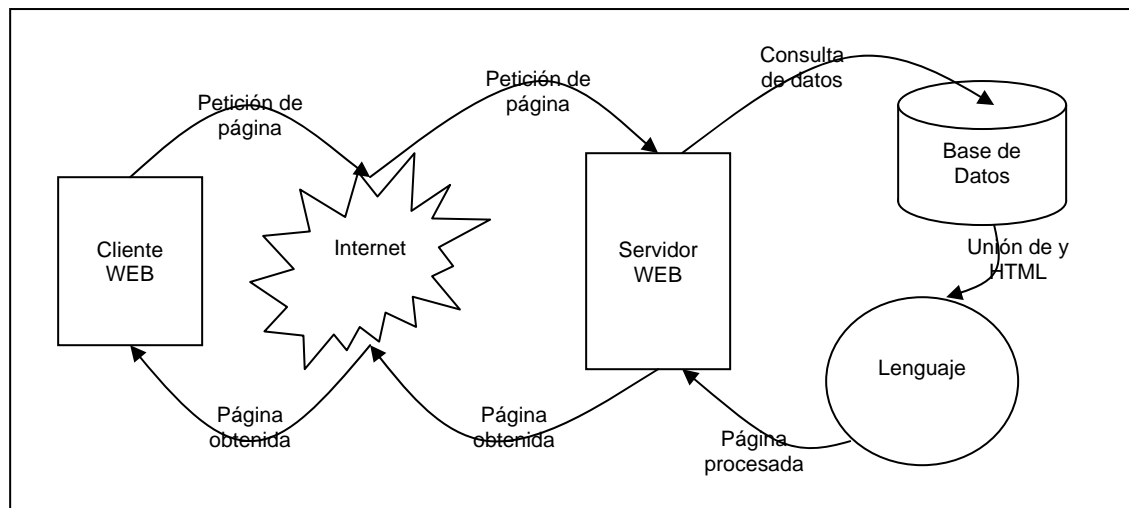 Petición de
página
Petición de
página
Consulta
de datos
Cliente
WEB
Internet
Servidor
WEB
Base de
Datos
Unión de y
HTML
Lenguaje
Página
obtenida
Página
obtenida
Página
procesada